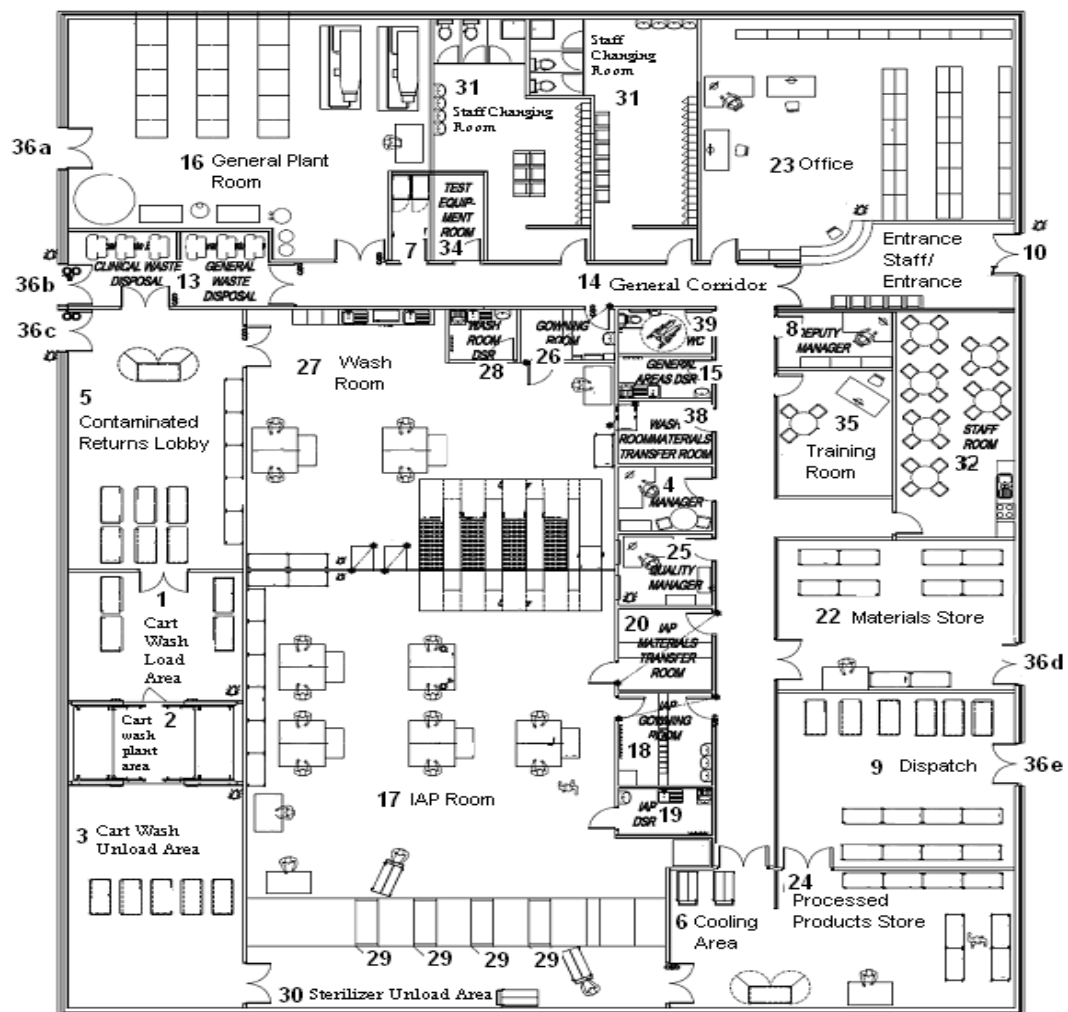 Staff
Changing
Room
31
31
Staff Changing
Room
36a
16 General Plant
Room
23 Office
TEST
EQUIP-
MENT
ROOM
7
34
Entrance
Staff/
Entrance
10
36b
CLINICAL WASTE
DISPOSAL
13
GENERAL
WASTE
DISPOSAL
14
General Corridor
36c
27 Wash
Room
WASH
ROOM
DSR
28
GOWNING
ROOM
26
39
WC
8
DEPUTY
MANAGER
5
Contaminated
Returns Lobby
GENERAL
AREAS DSR
15
38
WASH
ROOMMATERIALS
TRANSFER ROOM
35
Training
Room
STAFF
ROOM
32
4
MANAGER
25
QUALITY
MANAGER
1
Cart
Wash
Load
Area
20
IAP
MATERIALS
TRANSFER
ROOM
22 Materials Store
36d
2
Cart
wash
plant
area
IAP
GOWNING
ROOM
18
9 Dispatch
36e
17 IAP Room
IAP
DSR
19
3 Cart Wash
Unload Area
24
Processed
Products Store
6 Cooling
Area
29
29
29
29
30 Sterilizer Unload Area